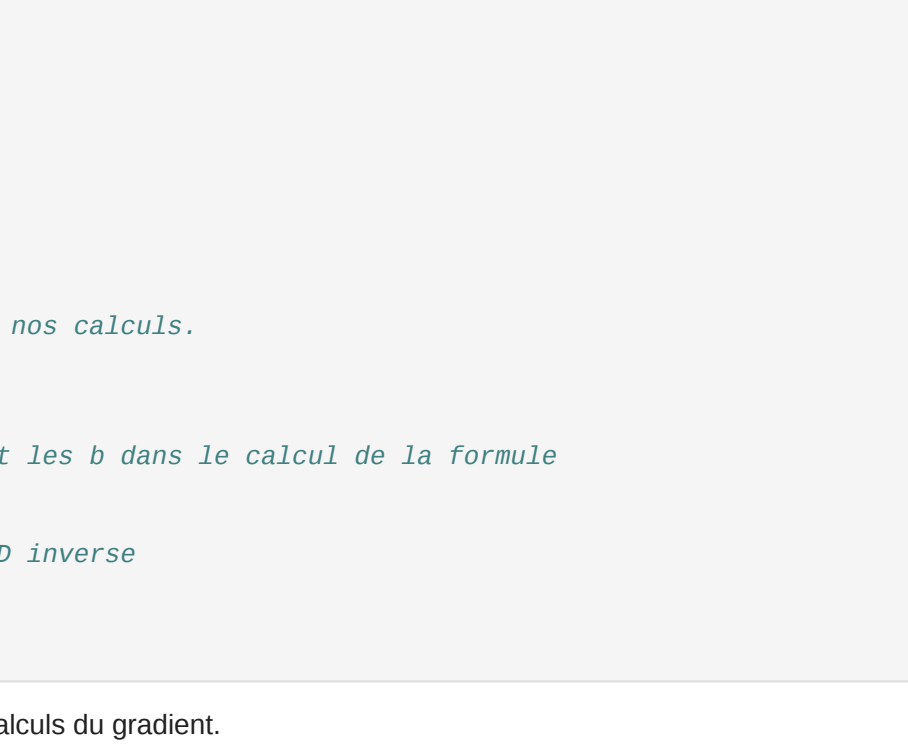 nos calculs.
t les b dans le calcul de la formule
D inverse
alculs du gradient.